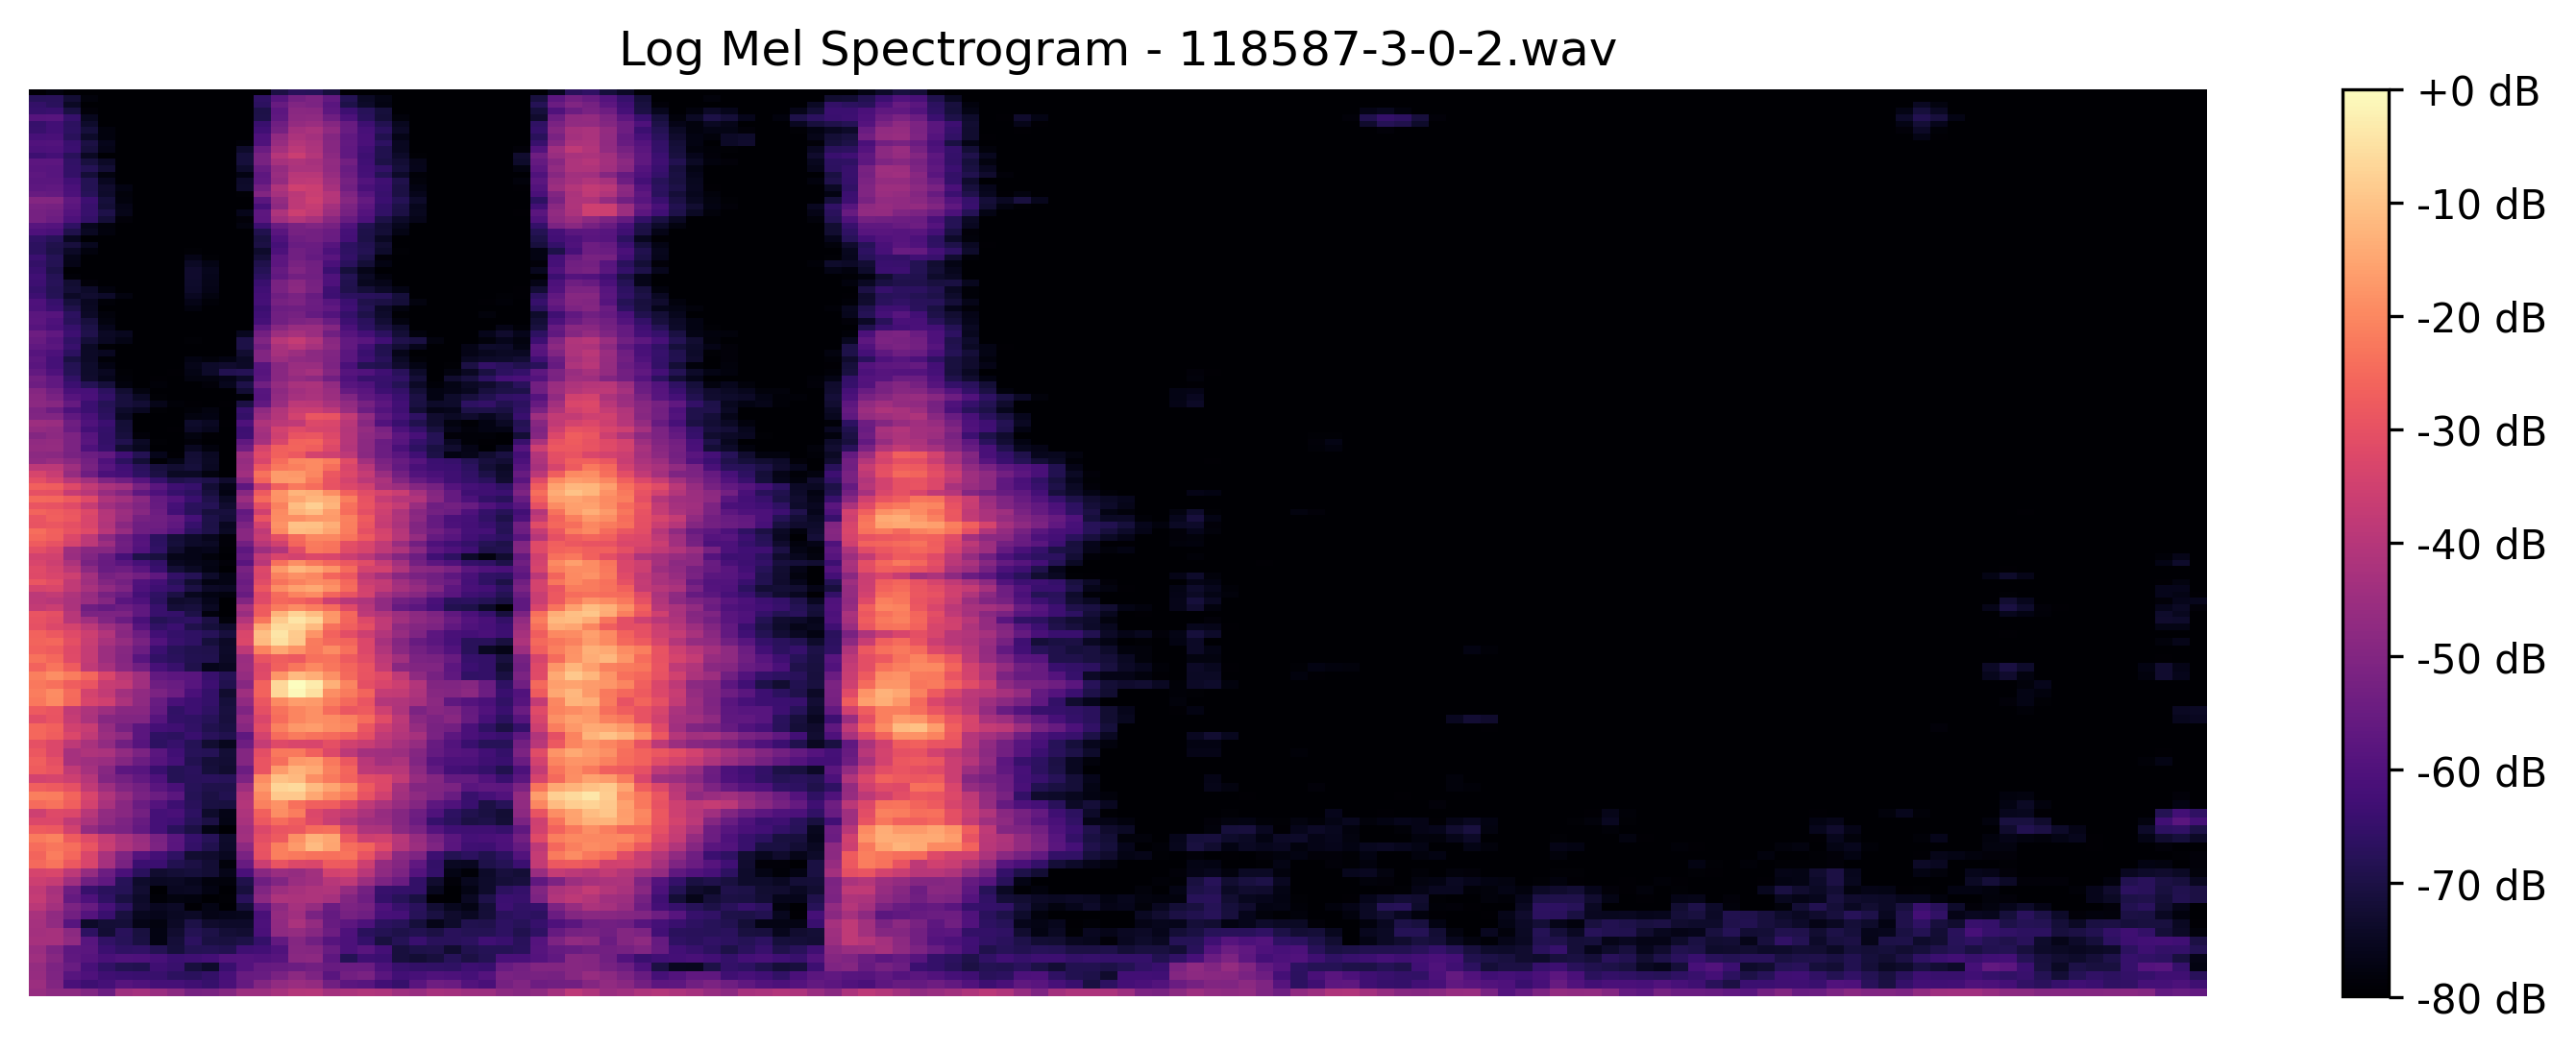 Log Mel Spectrogram - 118587-3-0-2.wav
+0 dB
-10 dB
-20 dB
-30 dB
-40 dB
-50 dB
-60 dB
-70 dB
-80 dB